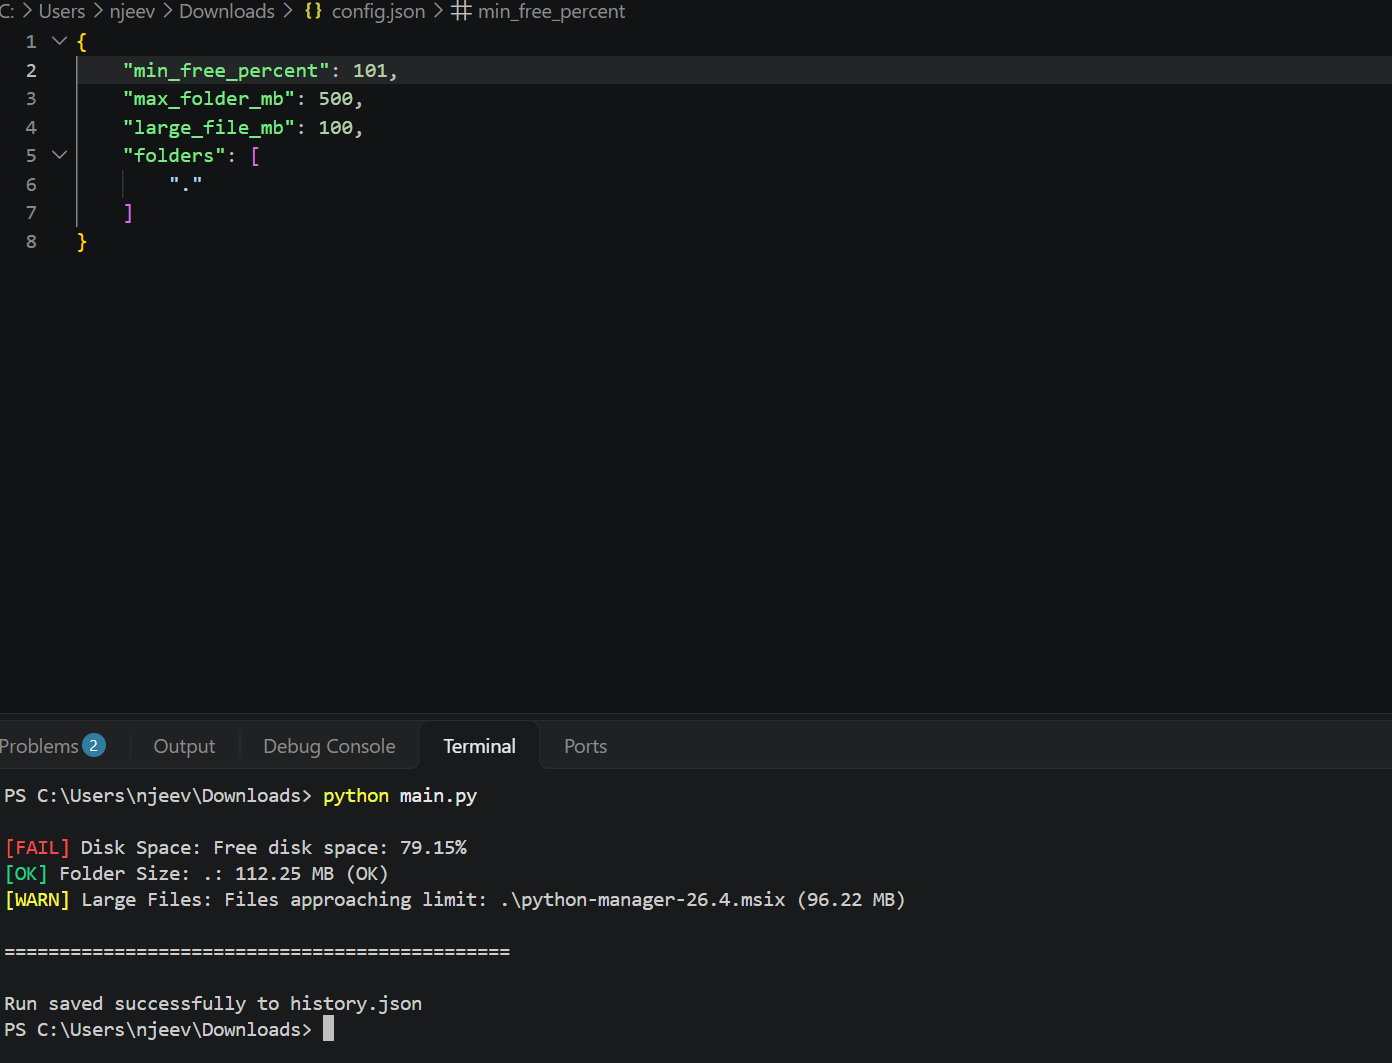 C: > Users > njeev > Downloads > {} config.json > # min_free_percent
1 {
2 "min_free_percent": 101,
3 "max_folder_mb": 500,
4 "large_file_mb": 100,
5 "folders": [
6 "."
7 ]
8 }
Problems 2 Output Debug Console Terminal Ports
PS C:\Users\njeev\Downloads> python main.py
[FAIL] Disk Space: Free disk space: 79.15%
[OK] Folder Size: .: 112.25 MB (OK)
[WARN] Large Files: Files approaching limit: .\python-manager-26.4.msix (96.22 MB)
==============================================
Run saved successfully to history.json
PS C:\Users\njeev\Downloads>